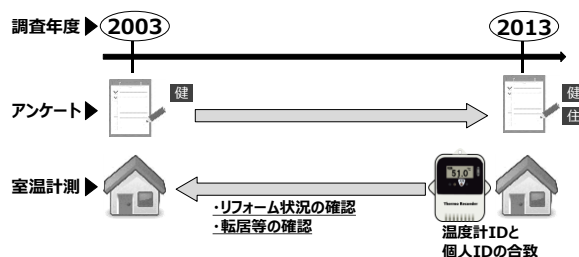 調査年度▶ 2003 2013
アンケート▶ 健 健
住
室温計測▶
51.0
Thermo Recorder
・リフォーム状況の確認
・転居等の確認
温度計IDと
個人IDの合致